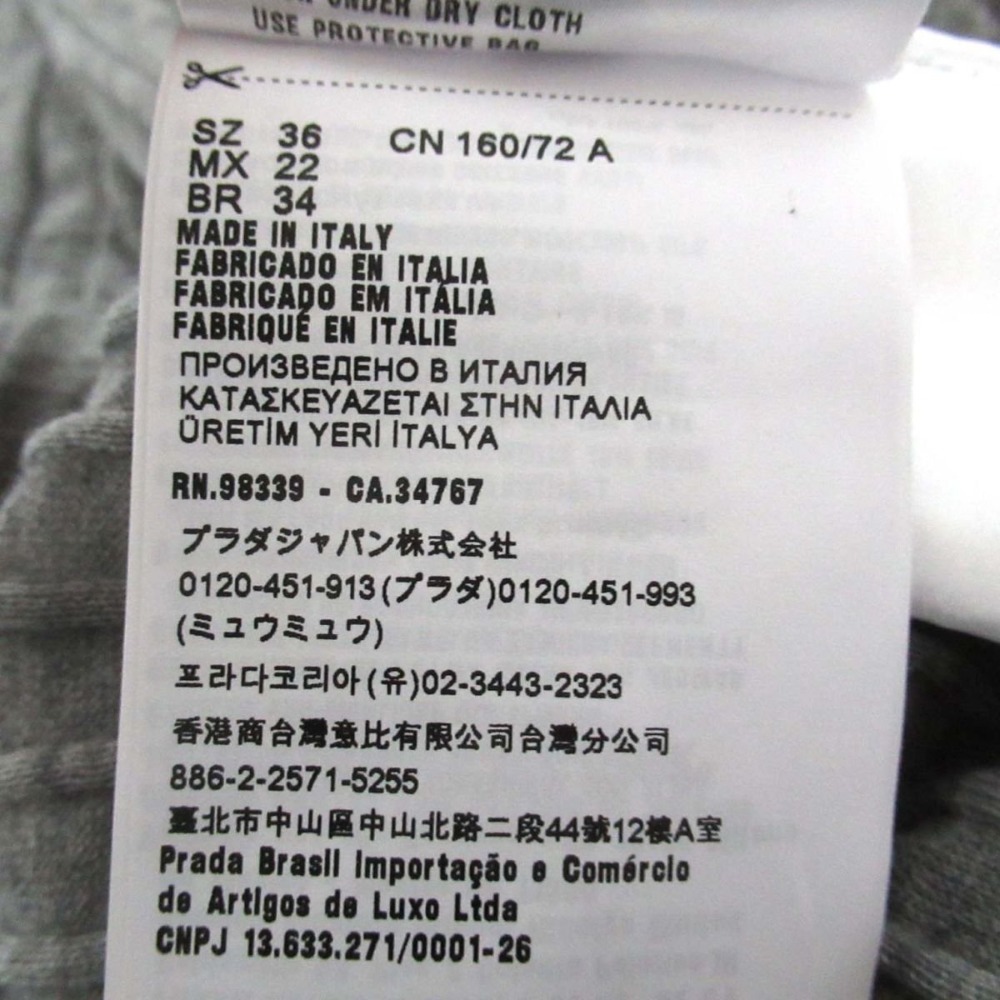 UNDER DRY CLOTH
USE PROTECTIVE BAG
SZ 36 CN 160/72 A
MX 22
BR 34
MADE IN ITALY
FABRICADO EN ITALIA
FABRICADO EM ITÁLIA
FABRIQUÉ EN ITALIE
ПРОИЗВЕДЕНО В ИТАЛИЯ
ΚΑΤΑΣΚΕΥΑΖΕΤΑΙ ΣΤΗΝ ΙΤΑΛΙΑ
ÜRETİM YERİ İTALYA
RN.98339 - CA.34767
プラダジャパン株式会社
0120-451-913(プラダ)0120-451-993
(ミュウミュウ)
프라다코리아(유)02-3443-2323
香港商台灣意比有限公司台灣分公司
886-2-2571-5255
臺北市中山區中山北路二段44號12樓A室
Prada Brasil Importação e Comércio
de Artigos de Luxo Ltda
CNPJ 13.633.271/0001-26